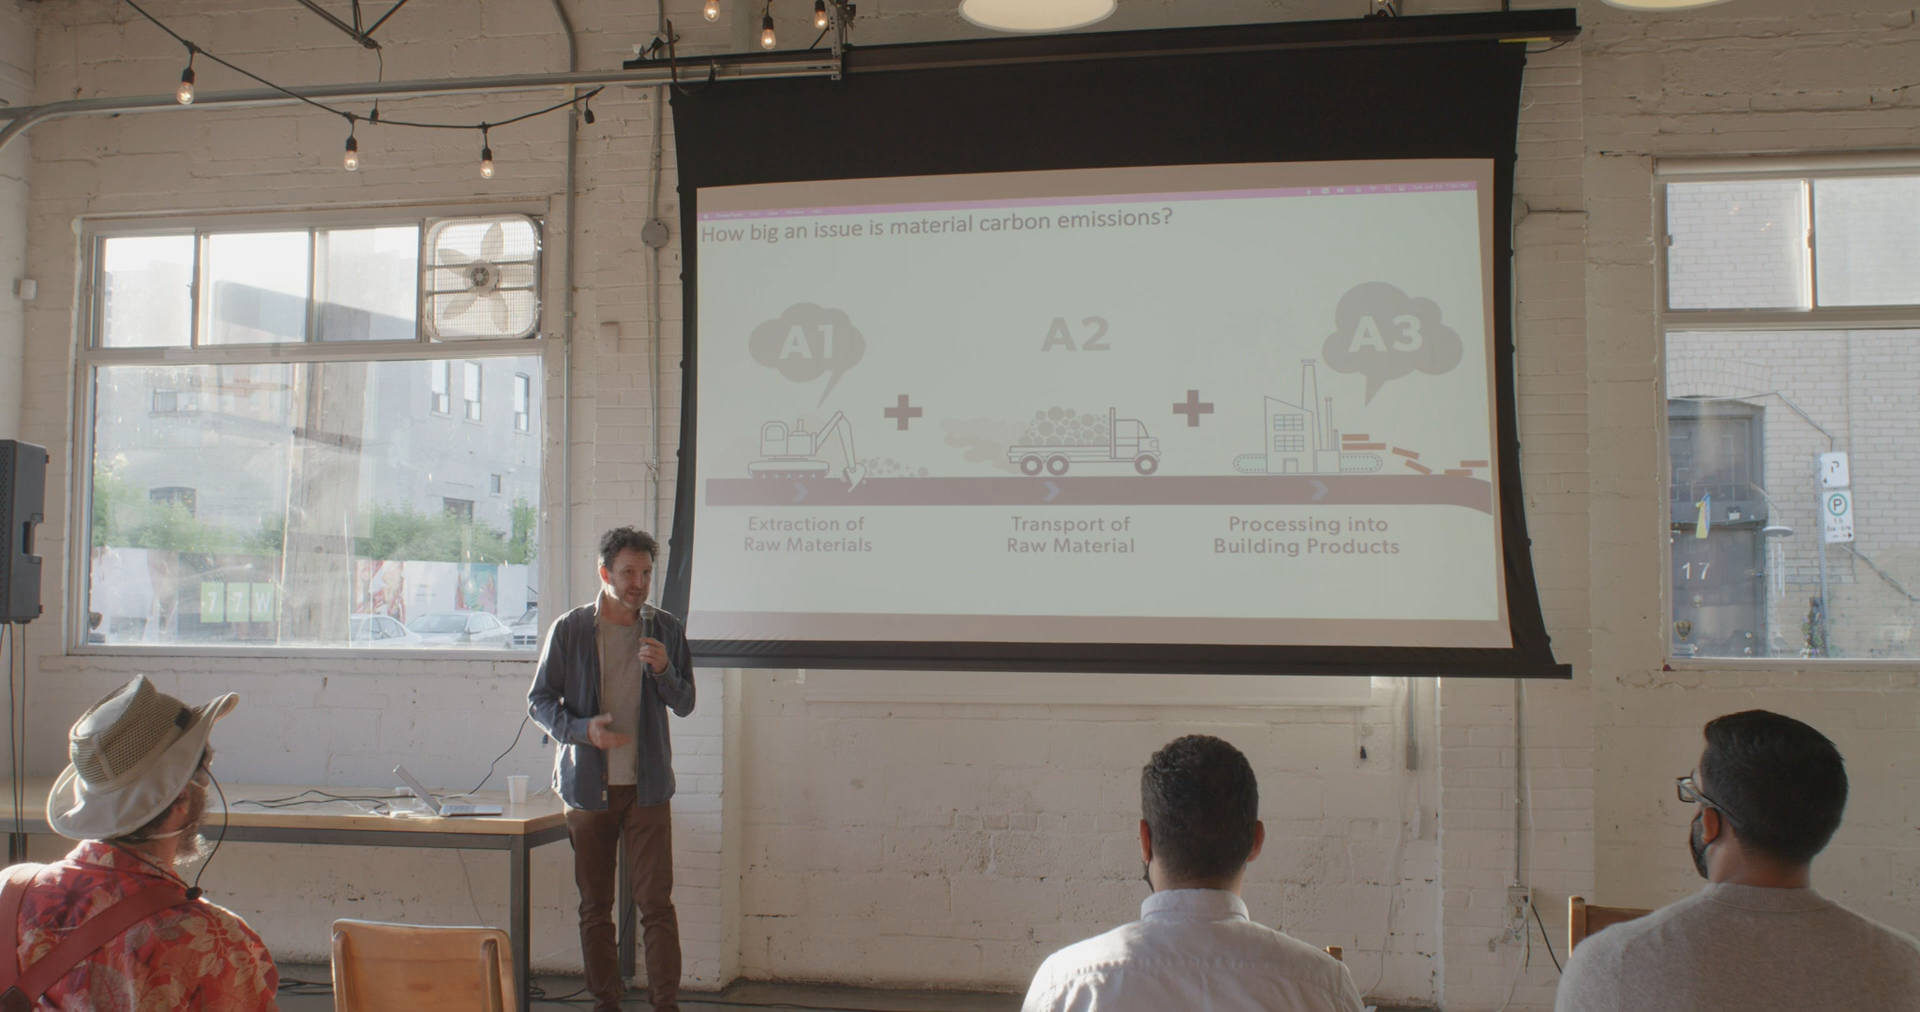 How big an issue is material carbon emissions?
A1
A2
A3
Extraction of
Raw Materials
Transport of
Raw Material
Processing into
Building Products
77W
17
P